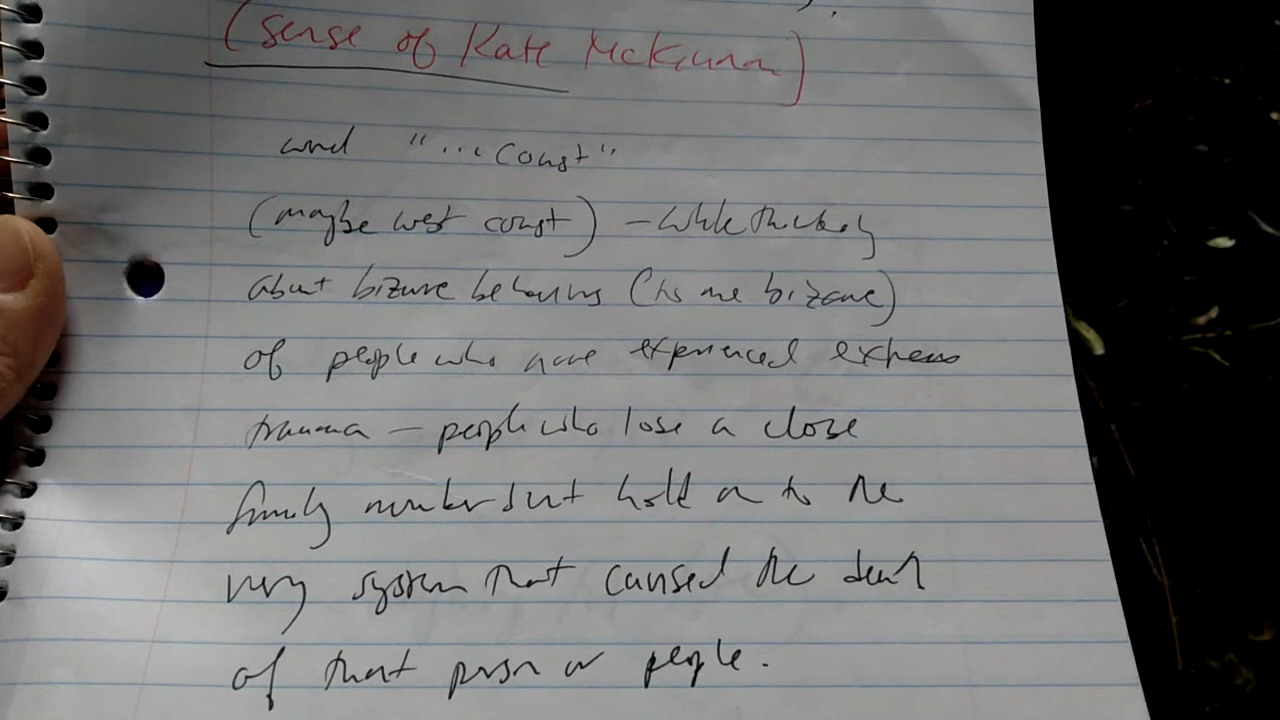 (sense of Kate McKinnon)
and "... coast"
(maybe west coast) – while thinking
about bizarre behaviors (to me bizarre)
of people who have experienced extreme
trauma – people who lose a close
family member but hold on to the
very system that caused the death
of that person or people.